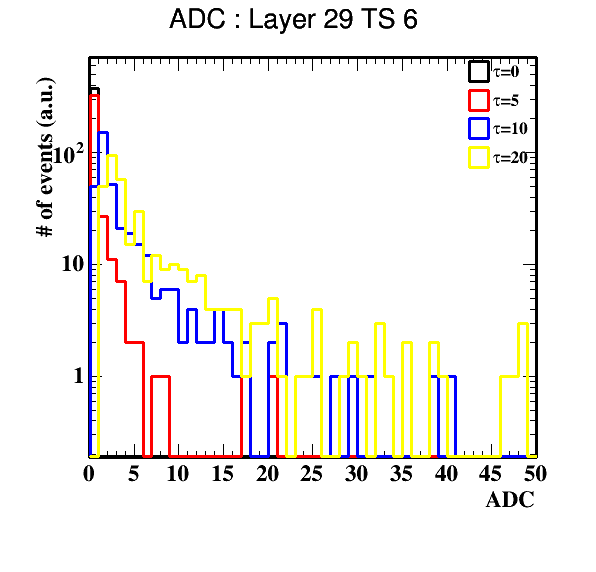 ADC : Layer 29 TS 6
# of events (a.u.)
τ=0
τ=5
τ=10
τ=20
10²
10
1
0 5 10 15 20 25 30 35 40 45 50
ADC